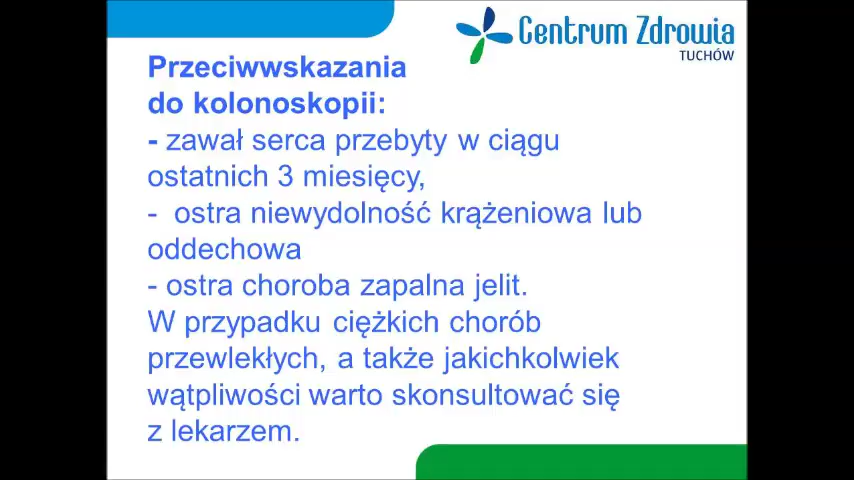 Centrum Zdrowia
TUCHÓW
Przeciwwskazania
do kolonoskopii:
- zawał serca przebyty w ciągu
ostatnich 3 miesięcy,
- ostra niewydolność krążeniowa lub
oddechowa
- ostra choroba zapalna jelit.
W przypadku ciężkich chorób
przewlekłych, a także jakichkolwiek
wątpliwości warto skonsultować się
z lekarzem.